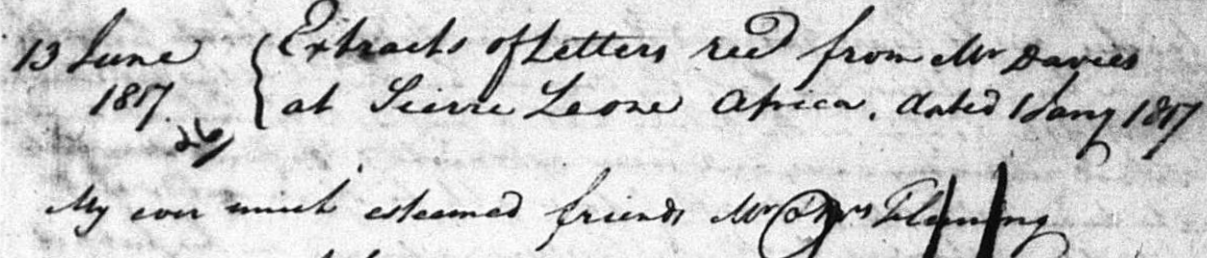 13 June { Extracts of Letters recd from Mr Davies
1817. at Sierre Leone Africa, dated 1 Jany 1817
My ever much esteemed friends Mr & Mrs Fleming